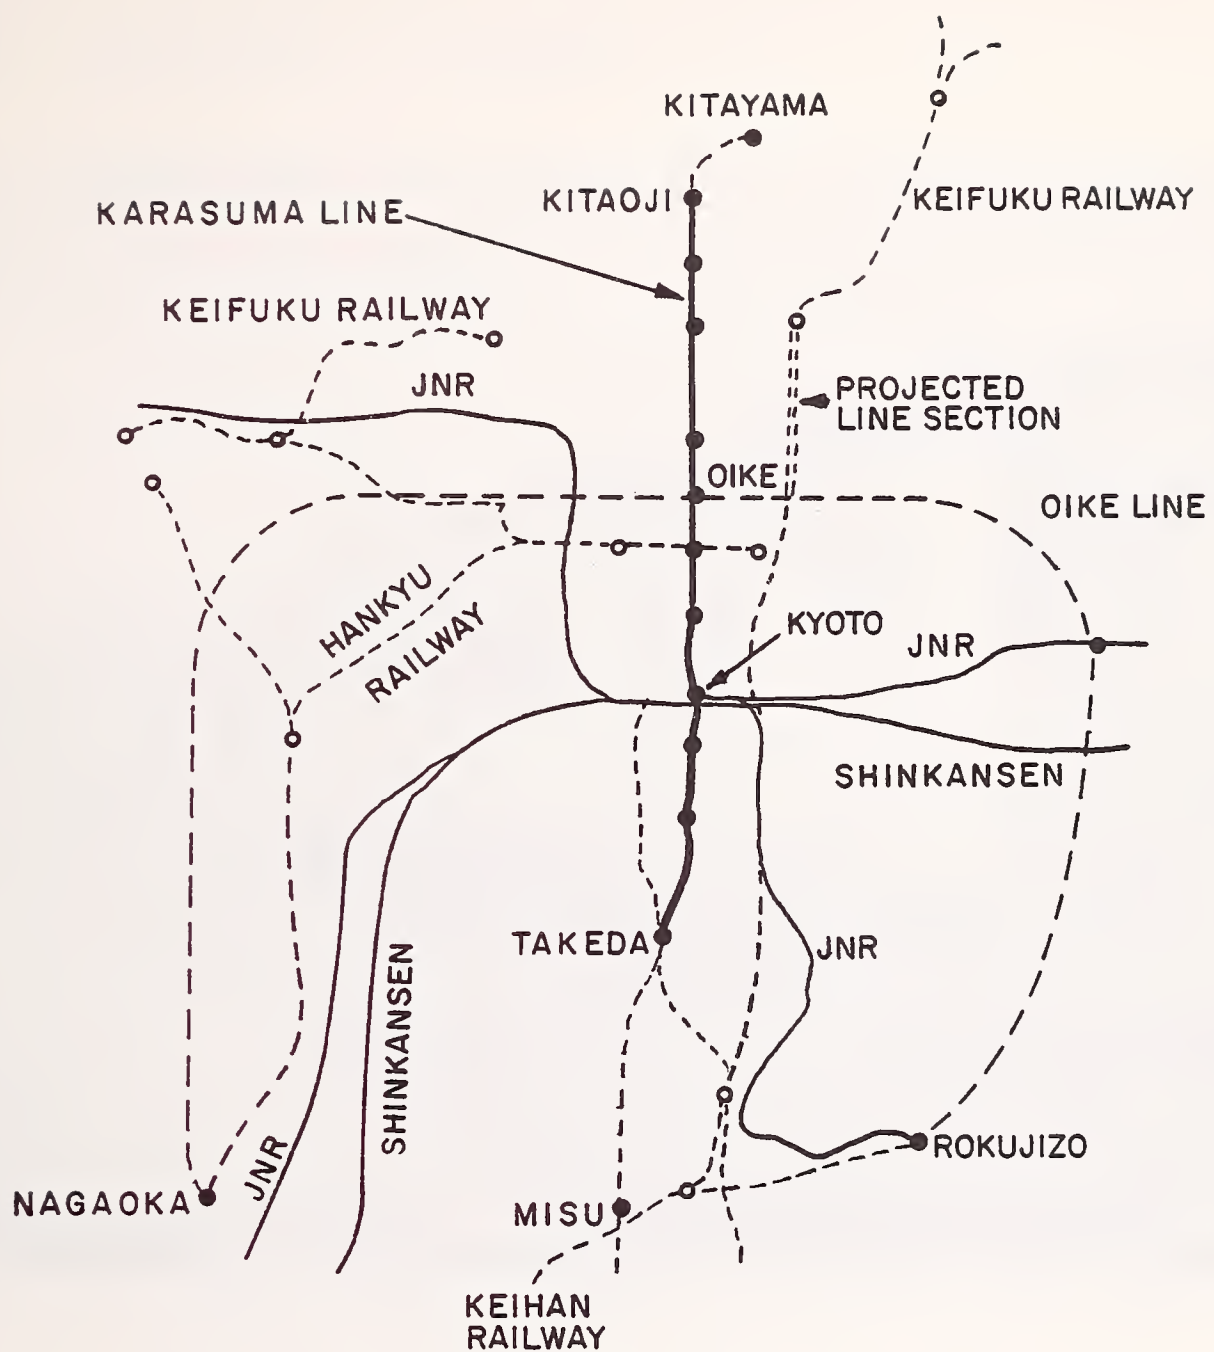 KITAYAMA
KITAOJI
KEIFUKU RAILWAY
KARASUMA LINE
KEIFUKU RAILWAY
JNR
PROJECTED
LINE SECTION
OIKE
OIKE LINE
HANKYU
RAILWAY
KYOTO
JNR
SHINKANSEN
TAKEDA
JNR
SHINKANSEN
JNR
ROKUJIZO
NAGAOKA
MISU
KEIHAN
RAILWAY